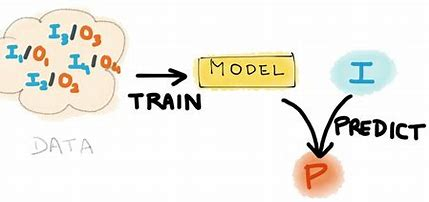 I3/O3
I1/O1
I4/O4
I2/O2
DATA
TRAIN
MODEL
I
PREDICT
P